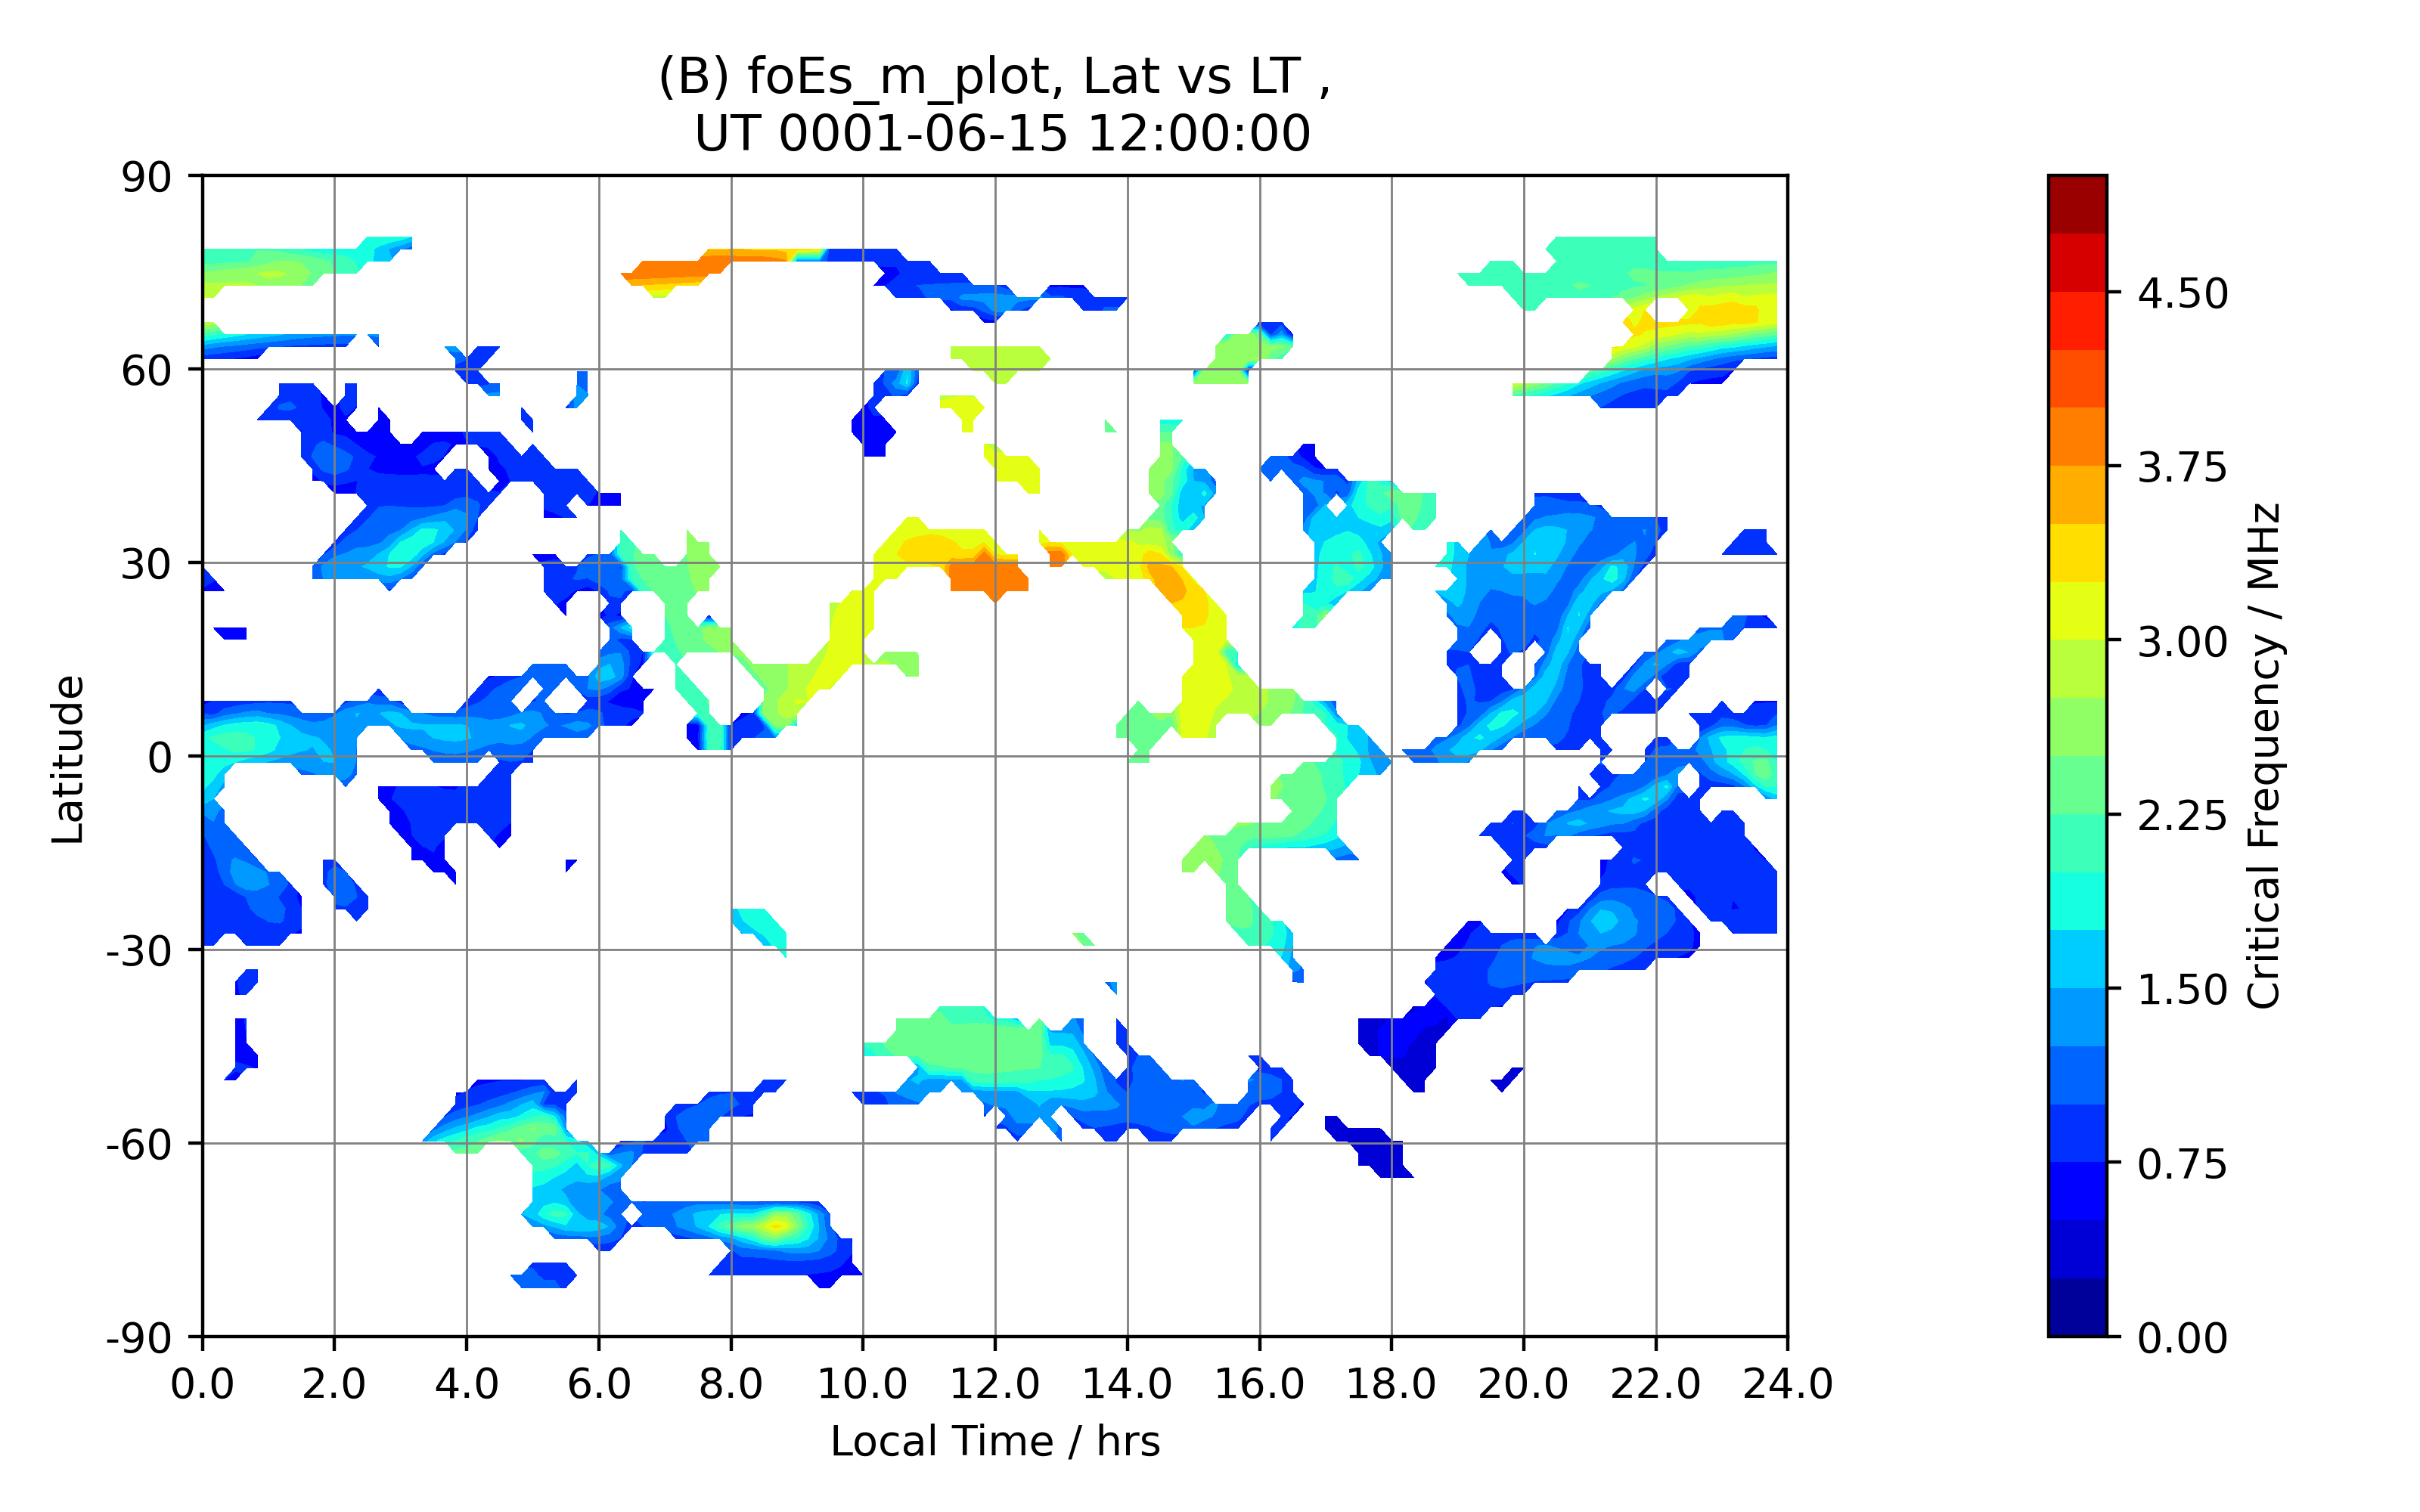 (B) foEs_m_plot, Lat vs LT ,
UT 0001-06-15 12:00:00
90
60
30
0
-30
-60
-90
Latitude
0.0 2.0 4.0 6.0 8.0 10.0 12.0 14.0 16.0 18.0 20.0 22.0 24.0
Local Time / hrs
4.50
3.75
3.00
2.25
1.50
0.75
0.00
Critical Frequency / MHz